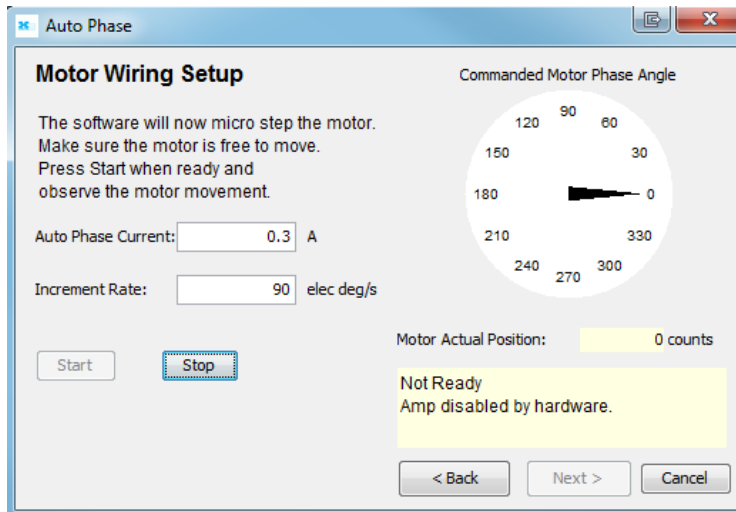 Auto Phase
Motor Wiring Setup
The software will now micro step the motor.
Make sure the motor is free to move.
Press Start when ready and
observe the motor movement.
Auto Phase Current: 0.3 A
Increment Rate: 90 elec deg/s
Start Stop
Commanded Motor Phase Angle
90
120 60
150 30
180 0
210 330
240 300
270
Motor Actual Position: 0 counts
Not Ready
Amp disabled by hardware.
< Back Next > Cancel